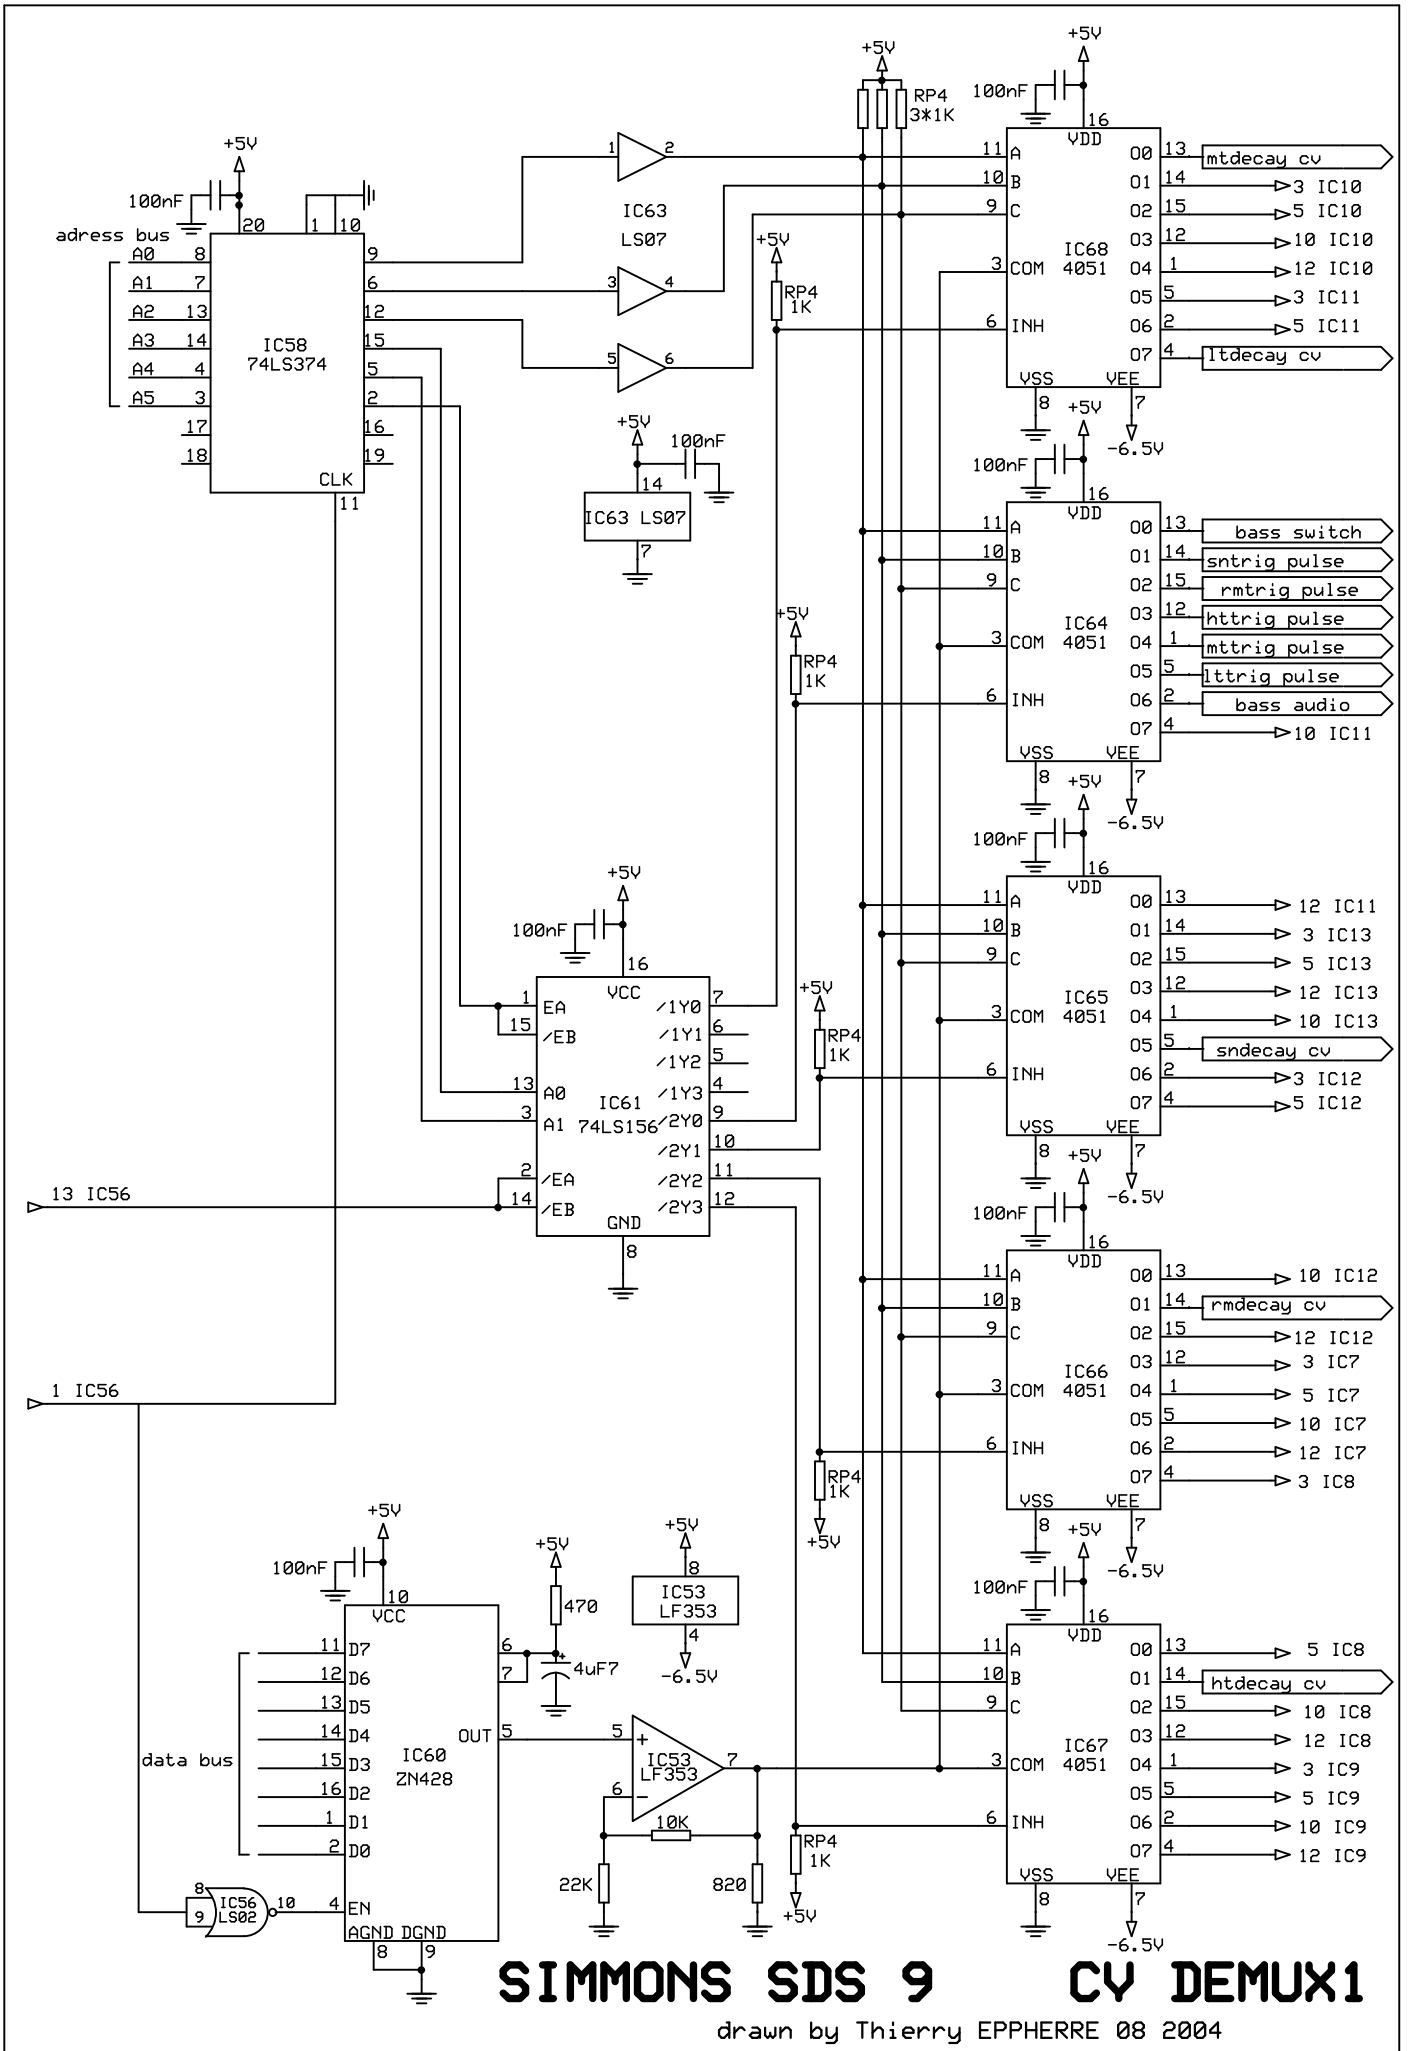 +5V
100nF
adress bus
20
1
10
A0 8
A1 7
A2 13
A3 14
A4 4
A5 3
17
18
IC58
74LS374
9
6
12
15
5
2
16
19
CLK
11
1 2
IC63
LS07
3 4
5 6
+5V
100nF
14
IC63 LS07
7
+5V
RP4
3*1K
+5V
RP4
1K
+5V
RP4
1K
+5V
RP4
1K
+5V
100nF
16
VDD
11 A
10 B
9 C
3 COM
6 INH
IC68
4051
O0 13 mtdecay cv
O1 14 3 IC10
O2 15 5 IC10
O3 12 10 IC10
O4 1 12 IC10
O5 5 3 IC11
O6 2 5 IC11
O7 4 ltdecay cv
VSS
VEE
8
7
-6.5V
+5V
100nF
16
VDD
11 A
10 B
9 C
3 COM
6 INH
IC64
4051
O0 13 bass switch
O1 14 sntrig pulse
O2 15 rmtrig pulse
O3 12 httrig pulse
O4 1 mttrig pulse
O5 5 lttrig pulse
O6 2 bass audio
O7 4 10 IC11
VSS
VEE
8
7
-6.5V
+5V
100nF
16
VDD
11 A
10 B
9 C
3 COM
6 INH
IC65
4051
O0 13 12 IC11
O1 14 3 IC13
O2 15 5 IC13
O3 12 12 IC13
O4 1 10 IC13
O5 5 sndecay cv
O6 2 3 IC12
O7 4 5 IC12
VSS
VEE
8
7
-6.5V
+5V
100nF
16
VCC
1 EA
15 /EB
13 A0
3 A1
2 /EA
14 /EB
IC61
74LS156
/1Y0 7
/1Y1 6
/1Y2 5
/1Y3 4
/2Y0 9
/2Y1 10
/2Y2 11
/2Y3 12
GND
8
13 IC56
1 IC56
+5V
100nF
16
VDD
11 A
10 B
9 C
3 COM
6 INH
IC66
4051
O0 13 10 IC12
O1 14 rmdecay cv
O2 15 12 IC12
O3 12 3 IC7
O4 1 5 IC7
O5 5 10 IC7
O6 2 12 IC7
O7 4 3 IC8
VSS
VEE
8
7
-6.5V
RP4
1K
+5V
+5V
100nF
10
VCC
data bus
11 D7
12 D6
13 D5
14 D4
15 D3
16 D2
1 D1
2 D0
4 EN
IC60
ZN428
6
7
OUT 5
AGND DGND
8
9
8
9
IC56
LS02
10
+5V
470
+
4uF7
+5V
8
IC53
LF353
4
-6.5V
5 +
6 -
IC53
LF353
7
10K
22K
820
RP4
1K
+5V
+5V
100nF
16
VDD
11 A
10 B
9 C
3 COM
6 INH
IC67
4051
O0 13 5 IC8
O1 14 htdecay cv
O2 15 10 IC8
O3 12 12 IC8
O4 1 3 IC9
O5 5 5 IC9
O6 2 10 IC9
O7 4 12 IC9
VSS
VEE
8
7
-6.5V
SIMMONS SDS 9 CV DEMUX1
drawn by Thierry EPPHERRE 08 2004